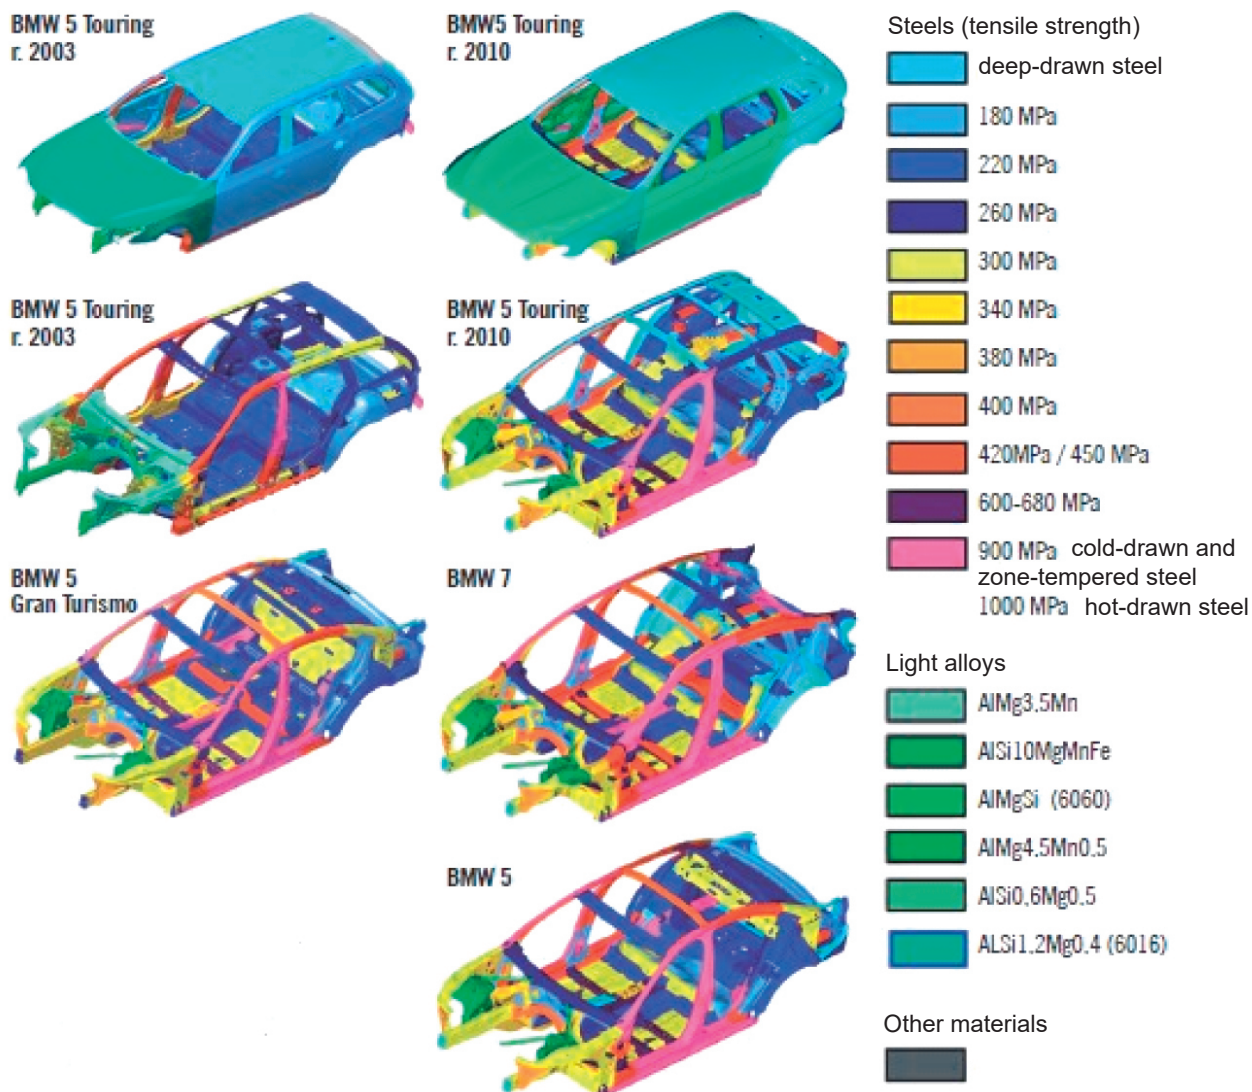 BMW 5 Touring
r. 2003
BMW5 Touring
r. 2010
BMW 5 Touring
r. 2003
BMW 5 Touring
r. 2010
BMW 5
Gran Turismo
BMW 7
BMW 5
Steels (tensile strength)
deep-drawn steel
180 MPa
220 MPa
260 MPa
300 MPa
340 MPa
380 MPa
400 MPa
420MPa / 450 MPa
600-680 MPa
900 MPa cold-drawn and
zone-tempered steel
1000 MPa hot-drawn steel
Light alloys
AlMg3,5Mn
AlSi10MgMnFe
AlMgSi (6060)
AlMg4,5Mn0,5
AlSi0,6Mg0,5
ALSi1,2Mg0,4 (6016)
Other materials